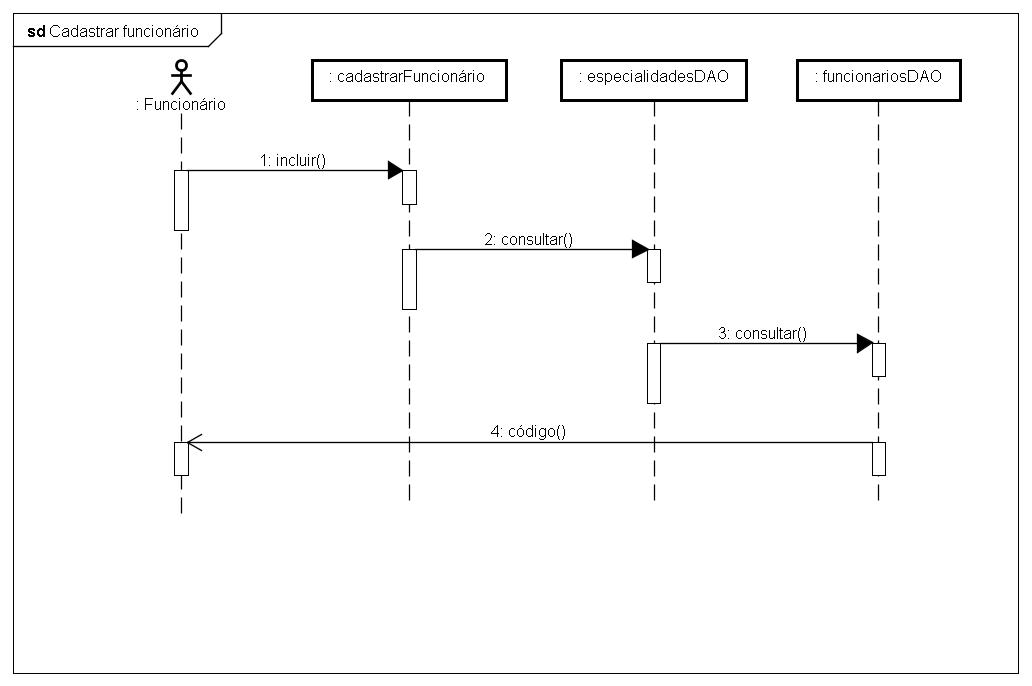 sd Cadastrar funcionário
: Funcionário
: cadastrarFuncionário
: especialidadesDAO
: funcionariosDAO
1: incluir()
2: consultar()
3: consultar()
4: código()